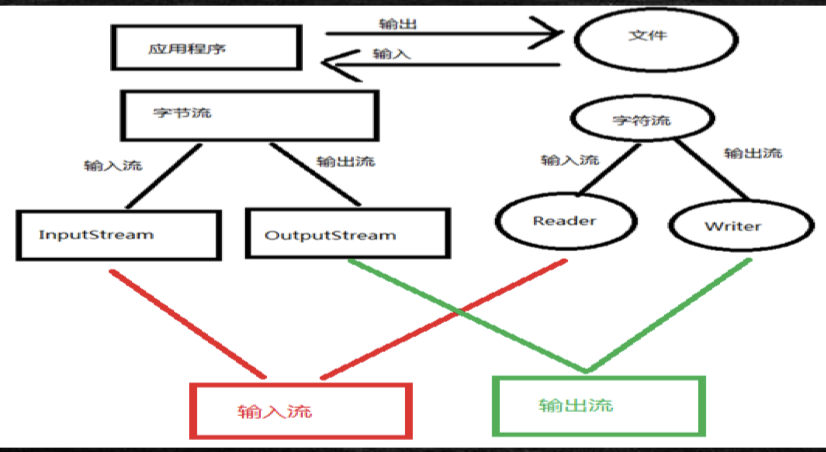 输出
应用程序
文件
输入
字节流
字符流
输入流
输出流
输入流
输出流
InputStream
OutputStream
Reader
Writer
输入流
输出流